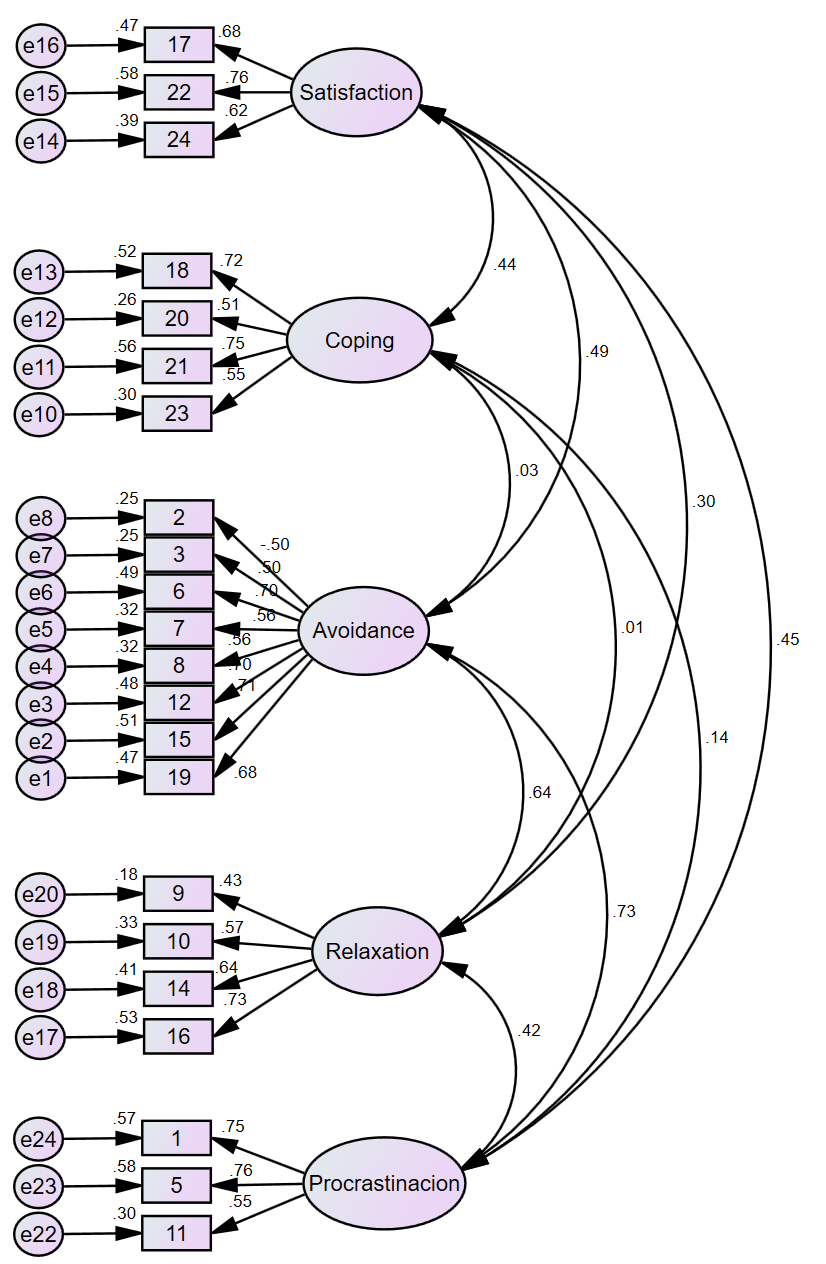 .47 .68
e16 17
.58 .76
e15 22 Satisfaction
.39 .62
e14 24
.44
.52 .72
e13 18
.26 .51
e12 20
Coping
.56 .75
e11 21
.49
.30 .55
e10 23
.03
.25
e8 2
.30
.25 -.50
e7 3
.49 .50
e6 6
.70
.32 .56
e5 7 Avoidance
.01
.32 .56
e4 8
.45
.48 .70
e3 12
.71
.51
e2 15
.14
.47 .68
e1 19
.64
.18 .43
e20 9
.73
.33 .57
e19 10
Relaxation
.41 .64
e18 14
.53 .73
e17 16
.42
.57 .75
e24 1
.58 .76
e23 5 Procrastinacion
.30 .55
e22 11